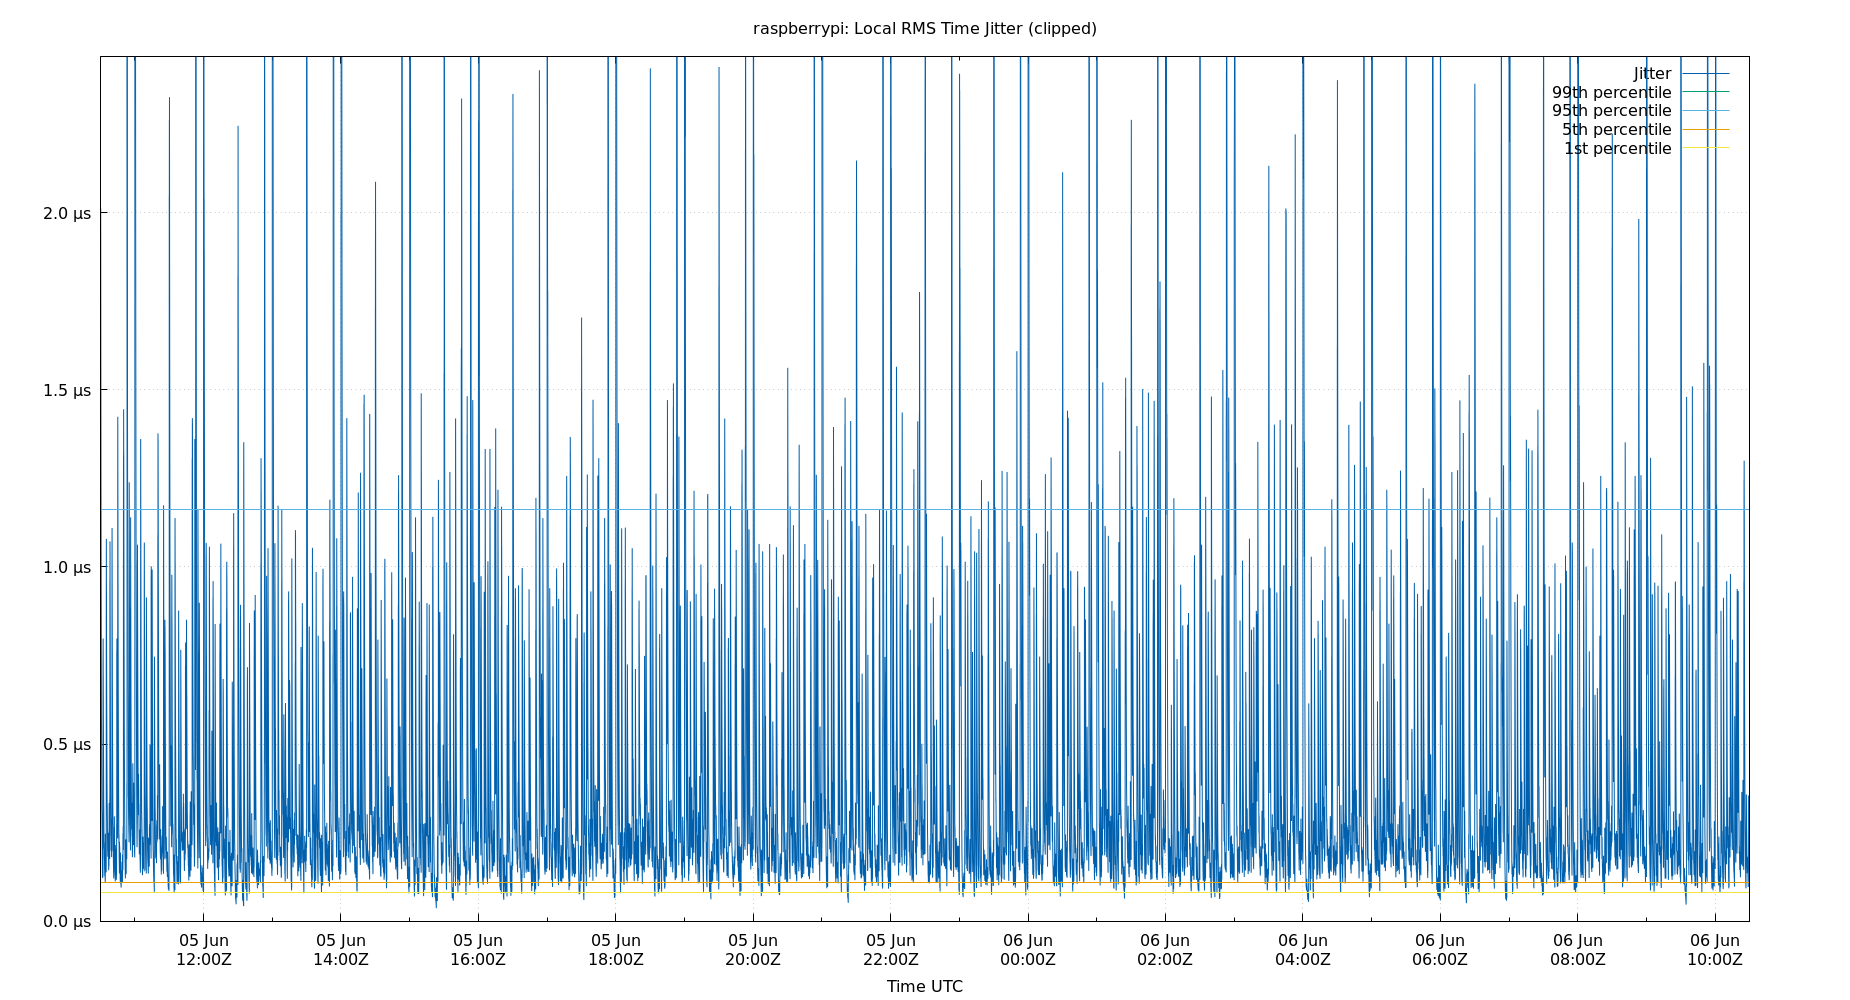 raspberrypi: Local RMS Time Jitter (clipped)
Jitter
99th percentile
95th percentile
5th percentile
1st percentile
2.0 µs
1.5 µs
1.0 µs
0.5 µs
0.0 µs
05 Jun 05 Jun 05 Jun 05 Jun 05 Jun 05 Jun 06 Jun 06 Jun 06 Jun 06 Jun 06 Jun 06 Jun
12:00Z 14:00Z 16:00Z 18:00Z 20:00Z 22:00Z 00:00Z 02:00Z 04:00Z 06:00Z 08:00Z 10:00Z
Time UTC